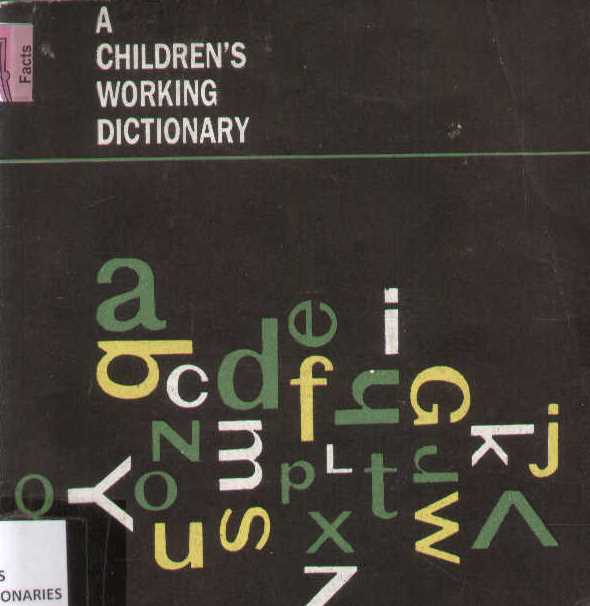 A
CHILDREN'S
WORKING
DICTIONARY
Facts
a e i
b c d f h G
N m p L t r k j
Q Y o w v
u s x
Z
S
ONARIES